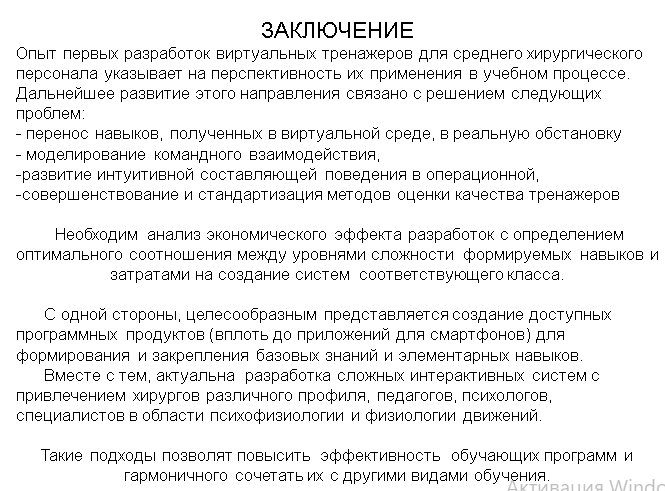 ЗАКЛЮЧЕНИЕ
Опыт первых разработок виртуальных тренажеров для среднего хирургического
персонала указывает на перспективность их применения в учебном процессе.
Дальнейшее развитие этого направления связано с решением следующих
проблем:
- перенос навыков, полученных в виртуальной среде, в реальную обстановку
- моделирование командного взаимодействия,
-развитие интуитивной составляющей поведения в операционной,
-совершенствование и стандартизация методов оценки качества тренажеров
Необходим анализ экономического эффекта разработок с определением
оптимального соотношения между уровнями сложности формируемых навыков и
затратами на создание систем соответствующего класса.
С одной стороны, целесообразным представляется создание доступных
программных продуктов (вплоть до приложений для смартфонов) для
формирования и закрепления базовых знаний и элементарных навыков.
Вместе с тем, актуальна разработка сложных интерактивных систем с
привлечением хирургов различного профиля, педагогов, психологов,
специалистов в области психофизиологии и физиологии движений.
Такие подходы позволят повысить эффективность обучающих программ и
гармоничного сочетать их с другими видами обучения.
Активация Windo